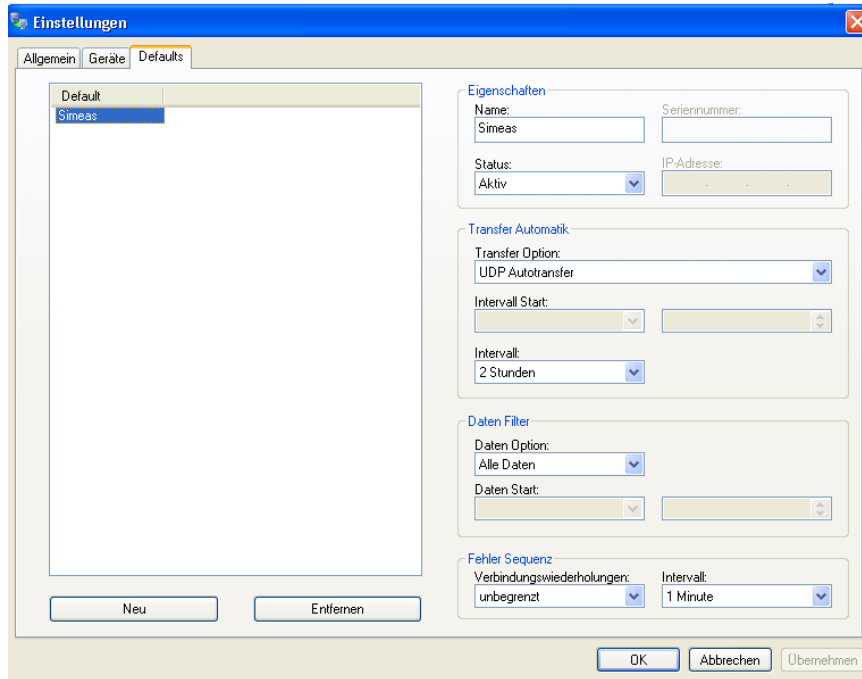 Einstellungen
Allgemein Geräte Defaults
Default
Simeas
Neu Entfernen
Eigenschaften
Name: Seriennummer:
Simeas
Status: IP-Adresse:
Aktiv . . .
Transfer Automatik
Transfer Option:
UDP Autotransfer
Intervall Start:
Intervall:
2 Stunden
Daten Filter
Daten Option:
Alle Daten
Daten Start:
Fehler Sequenz
Verbindungswiederholungen: Intervall:
unbegrenzt 1 Minute
OK Abbrechen Übernehmen